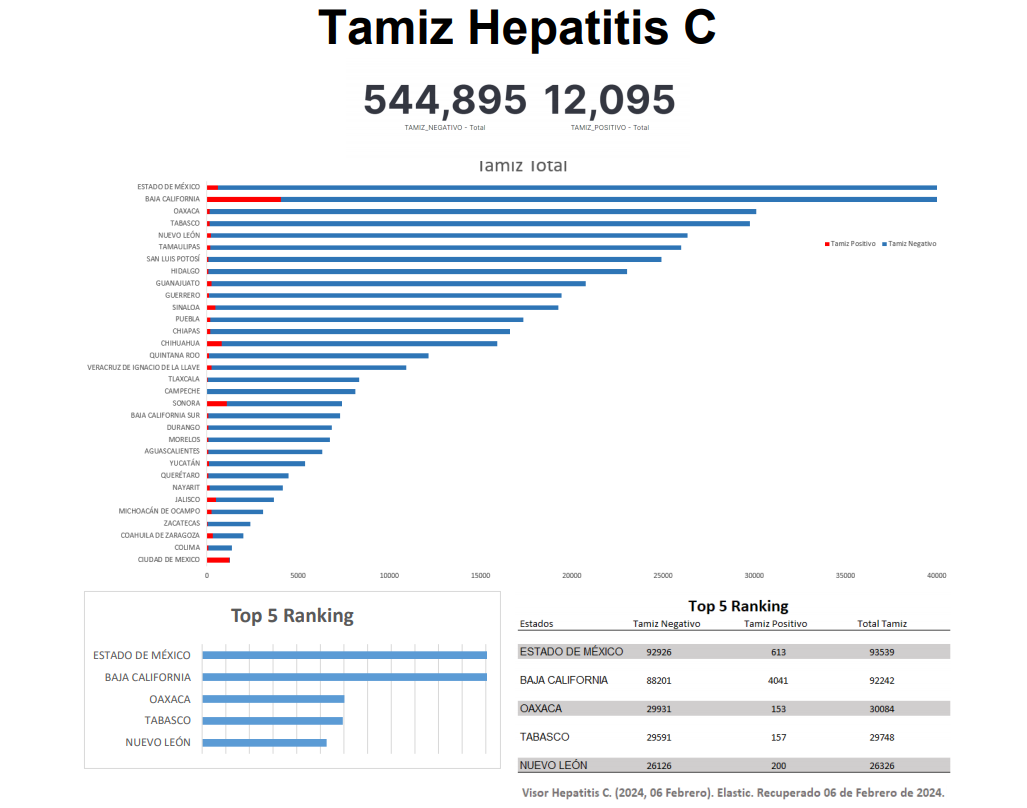 Tamiz Hepatitis C
544,895 12,095
TAMIZ_NEGATIVO - Total TAMIZ_POSITIVO - Total
Tamiz Total
ESTADO DE MÉXICO
BAJA CALIFORNIA
OAXACA
TABASCO
NUEVO LEÓN
Tamiz Positivo Tamiz Negativo
TAMAULIPAS
SAN LUIS POTOSÍ
HIDALGO
GUANAJUATO
GUERRERO
SINALOA
PUEBLA
CHIAPAS
CHIHUAHUA
QUINTANA ROO
VERACRUZ DE IGNACIO DE LA LLAVE
TLAXCALA
CAMPECHE
SONORA
BAJA CALIFORNIA SUR
DURANGO
MORELOS
AGUASCALIENTES
YUCATÁN
QUERÉTARO
NAYARIT
JALISCO
MICHOACÁN DE OCAMPO
ZACATECAS
COAHUILA DE ZARAGOZA
COLIMA
CIUDAD DE MEXICO
0 5000 10000 15000 20000 25000 30000 35000 40000
Top 5 Ranking
ESTADO DE MÉXICO
BAJA CALIFORNIA
OAXACA
TABASCO
NUEVO LEÓN
Top 5 Ranking
Estados Tamiz Negativo Tamiz Positivo Total Tamiz
ESTADO DE MÉXICO 92926 613 93539
BAJA CALIFORNIA 88201 4041 92242
OAXACA 29931 153 30084
TABASCO 29591 157 29748
NUEVO LEÓN 26126 200 26326
Visor Hepatitis C. (2024, 06 Febrero). Elastic. Recuperado 06 de Febrero de 2024.